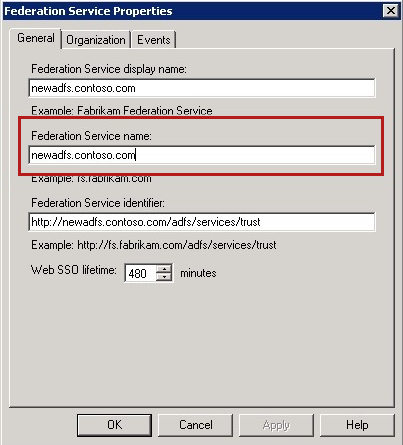 Federation Service Properties
General Organization Events
Federation Service display name:
newadfs.contoso.com
Example: Fabrikam Federation Service
Federation Service name:
newadfs.contoso.com
Example: fs.fabrikam.com
Federation Service identifier:
http://newadfs.contoso.com/adfs/services/trust
Example: http://fs.fabrikam.com/adfs/services/trust
Web SSO lifetime: 480 minutes
OK Cancel Apply Help